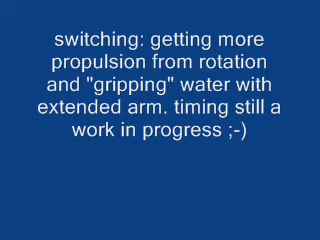 switching: getting more
propulsion from rotation
and "gripping" water with
extended arm. timing still a
work in progress ;-)